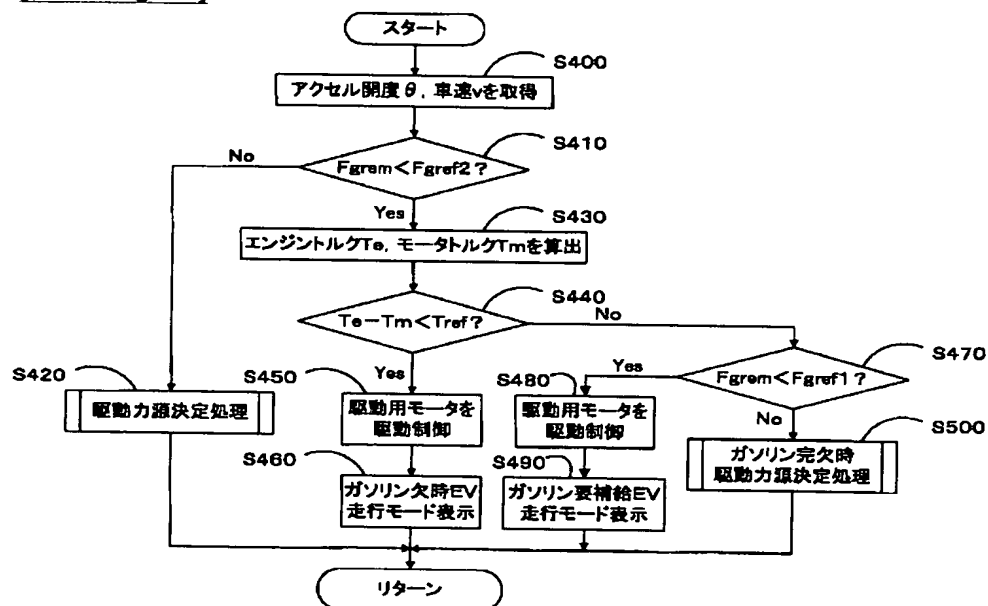 スタート
S400
アクセル開度θ,車速vを取得
S410
Fgrem<Fgref2?
No
Yes
S430
エンジントルクTe,モータトルクTmを算出
S440
Te-Tm<Tref?
No
Yes
S470
Fgrem<Fgref1?
Yes
No
S420
駆動力源決定処理
S450
駆動用モータを
駆動制御
S480
駆動用モータを
駆動制御
S500
ガソリン完欠時
駆動力源決定処理
S460
ガソリン欠時EV
走行モード表示
S490
ガソリン要補給EV
走行モード表示
リターン